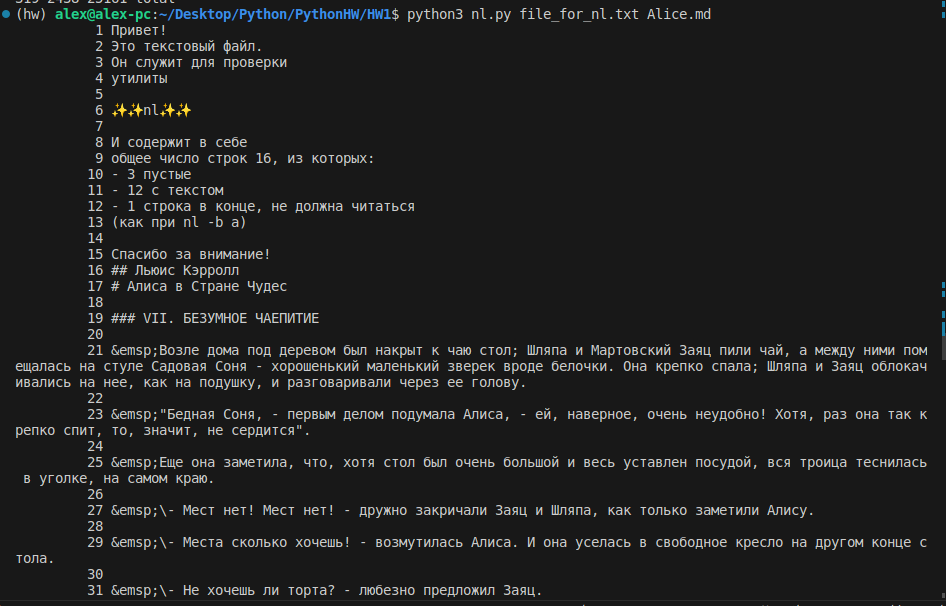 (hw) alex@alex-pc:~/Desktop/Python/PythonHW/HW1$ python3 nl.py file_for_nl.txt Alice.md
1 Привет!
2 Это текстовый файл.
3 Он служит для проверки
4 утилиты
5
6 ✨✨nl✨✨
7
8 И содержит в себе
9 общее число строк 16, из которых:
10 - 3 пустые
11 - 12 с текстом
12 - 1 строка в конце, не должна читаться
13 (как при nl -b a)
14
15 Спасибо за внимание!
16 ## Льюис Кэрролл
17 # Алиса в Стране Чудес
18
19 ### VII. БЕЗУМНОЕ ЧАЕПИТИЕ
20
21 &emsp;Возле дома под деревом был накрыт к чаю стол; Шляпа и Мартовский Заяц пили чай, а между ними пом
ещалась на стуле Садовая Соня - хорошенький маленький зверек вроде белочки. Она крепко спала; Шляпа и Заяц облокач
ивались на нее, как на подушку, и разговаривали через ее голову.
22
23 &emsp;"Бедная Соня, - первым делом подумала Алиса, - ей, наверное, очень неудобно! Хотя, раз она так к
репко спит, то, значит, не сердится".
24
25 &emsp;Еще она заметила, что, хотя стол был очень большой и весь уставлен посудой, вся троица теснилась
в уголке, на самом краю.
26
27 &emsp;\- Мест нет! Мест нет! - дружно закричали Заяц и Шляпа, как только заметили Алису.
28
29 &emsp;\- Места сколько хочешь! - возмутилась Алиса. И она уселась в свободное кресло на другом конце с
тола.
30
31 &emsp;\- Не хочешь ли торта? - любезно предложил Заяц.